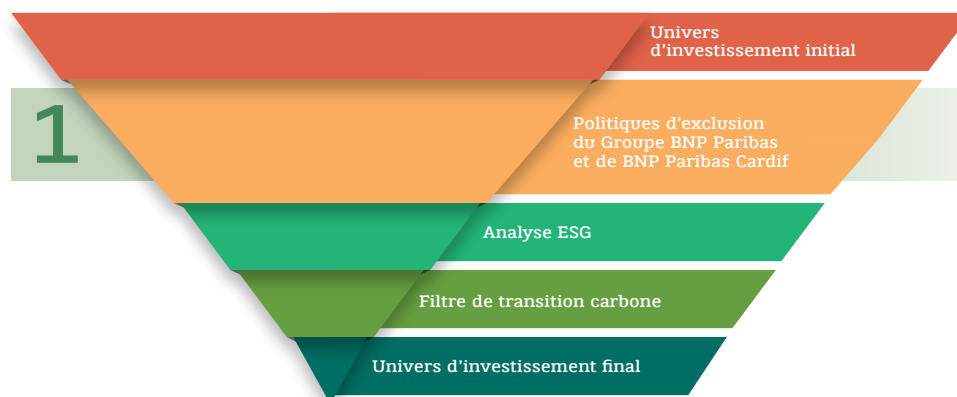 Univers
d'investissement initial
1
Politiques d'exclusion
du Groupe BNP Paribas
et de BNP Paribas Cardif
Analyse ESG
Filtre de transition carbone
Univers d'investissement final